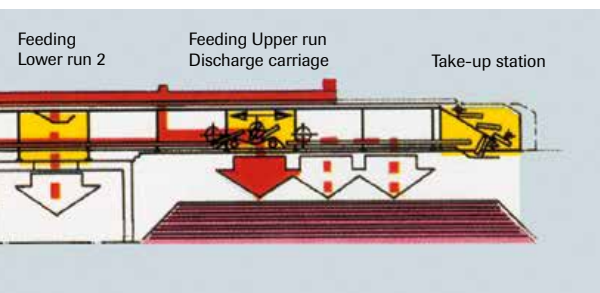 Feeding
Lower run 2
Feeding Upper run
Discharge carriage
Take-up station